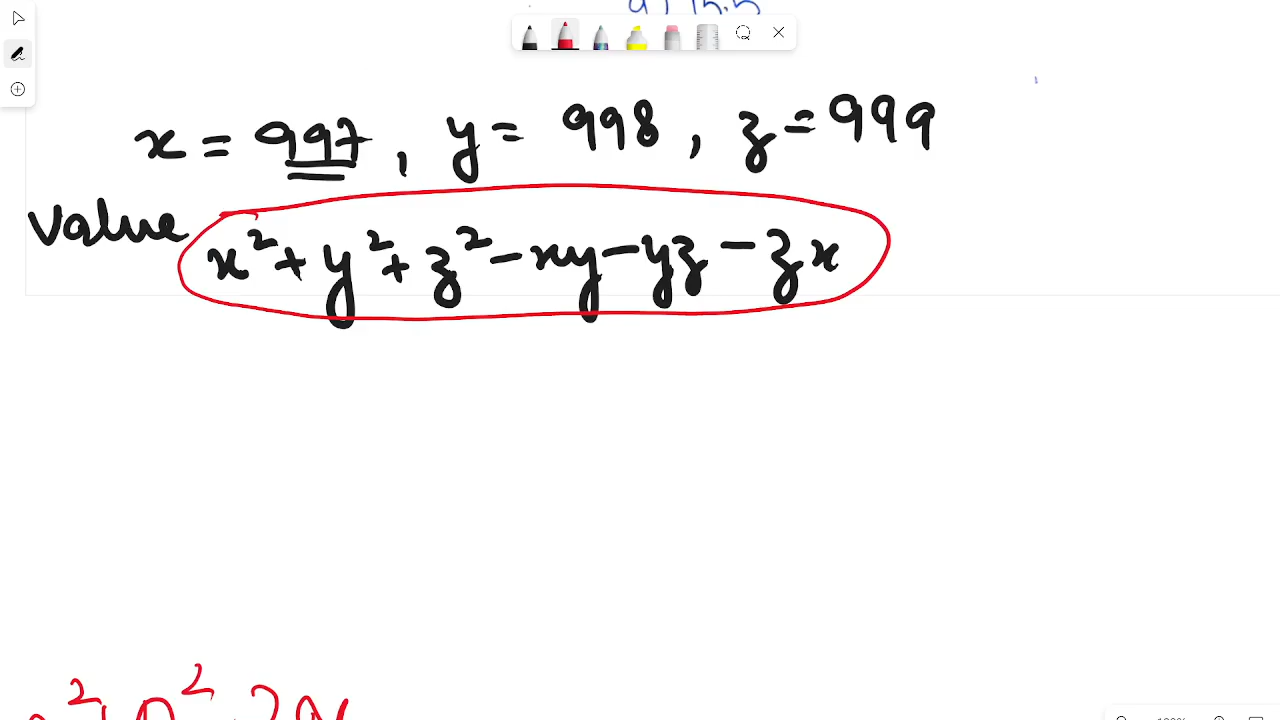 x = 997, y = 998, z = 999
Value x² + y² + z² - xy - yz - zx